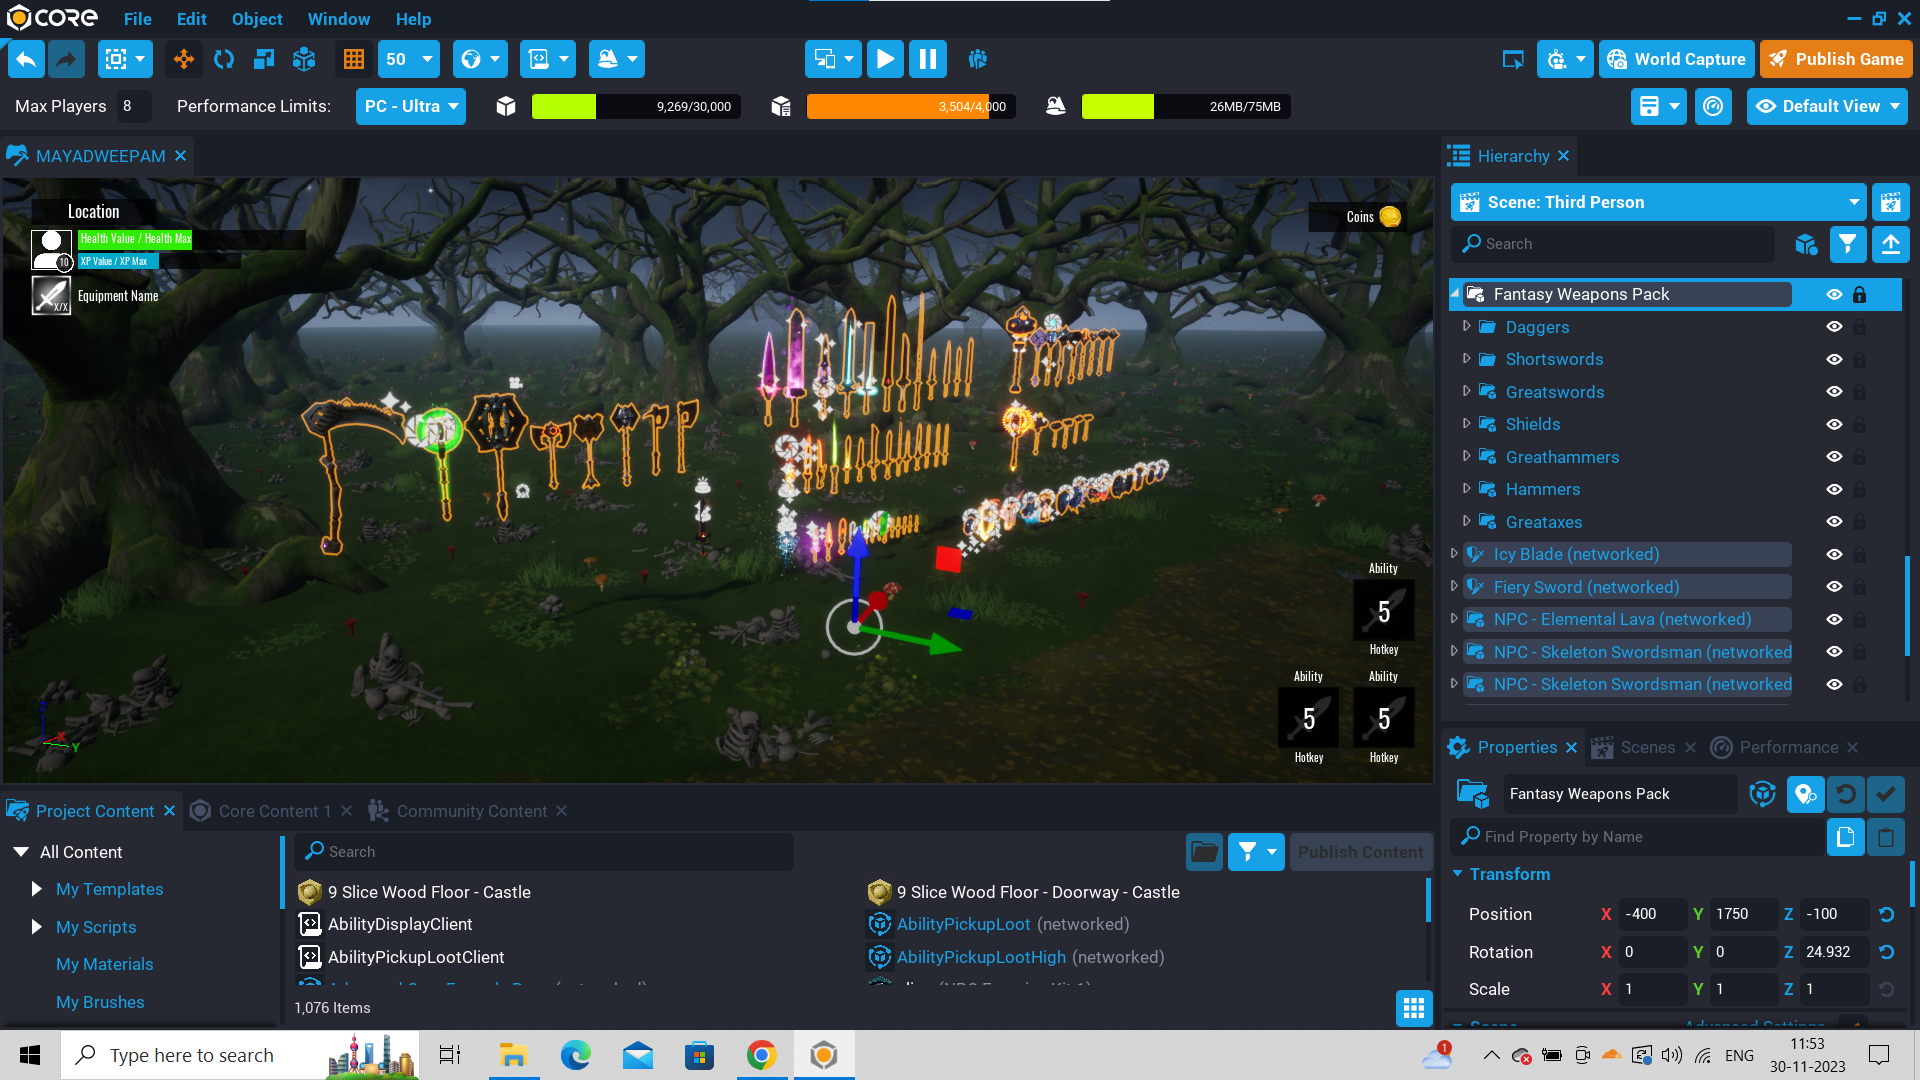 CORE
File Edit Object Window Help
50
World Capture
Publish Game
Max Players 8 Performance Limits: PC - Ultra 9,269/30,000 3,504/4,000 26MB/75MB Default View
MAYADWEEPAM
Location
Health Value / Health Max
10 XP Value / XP Max
X/X Equipment Name
Coins
Ability
5
Hotkey
Ability Ability
5 5
Hotkey Hotkey
Z
X
Y
Hierarchy
Scene: Third Person
Search
Fantasy Weapons Pack
Daggers
Shortswords
Greatswords
Shields
Greathammers
Hammers
Greataxes
Icy Blade (networked)
Fiery Sword (networked)
NPC - Elemental Lava (networked)
NPC - Skeleton Swordsman (networked
NPC - Skeleton Swordsman (networked
Properties Scenes Performance
Fantasy Weapons Pack
Find Property by Name
Transform
Position X -400 Y 1750 Z -100
Rotation X 0 Y 0 Z 24.932
Scale X 1 Y 1 Z 1
Project Content Core Content 1 Community Content
All Content
My Templates
My Scripts
My Materials
My Brushes
Search
Publish Content
9 Slice Wood Floor - Castle
9 Slice Wood Floor - Doorway - Castle
AbilityDisplayClient
AbilityPickupLoot (networked)
AbilityPickupLootClient
AbilityPickupLootHigh (networked)
1,076 Items
Type here to search
1
ENG
11:53
30-11-2023